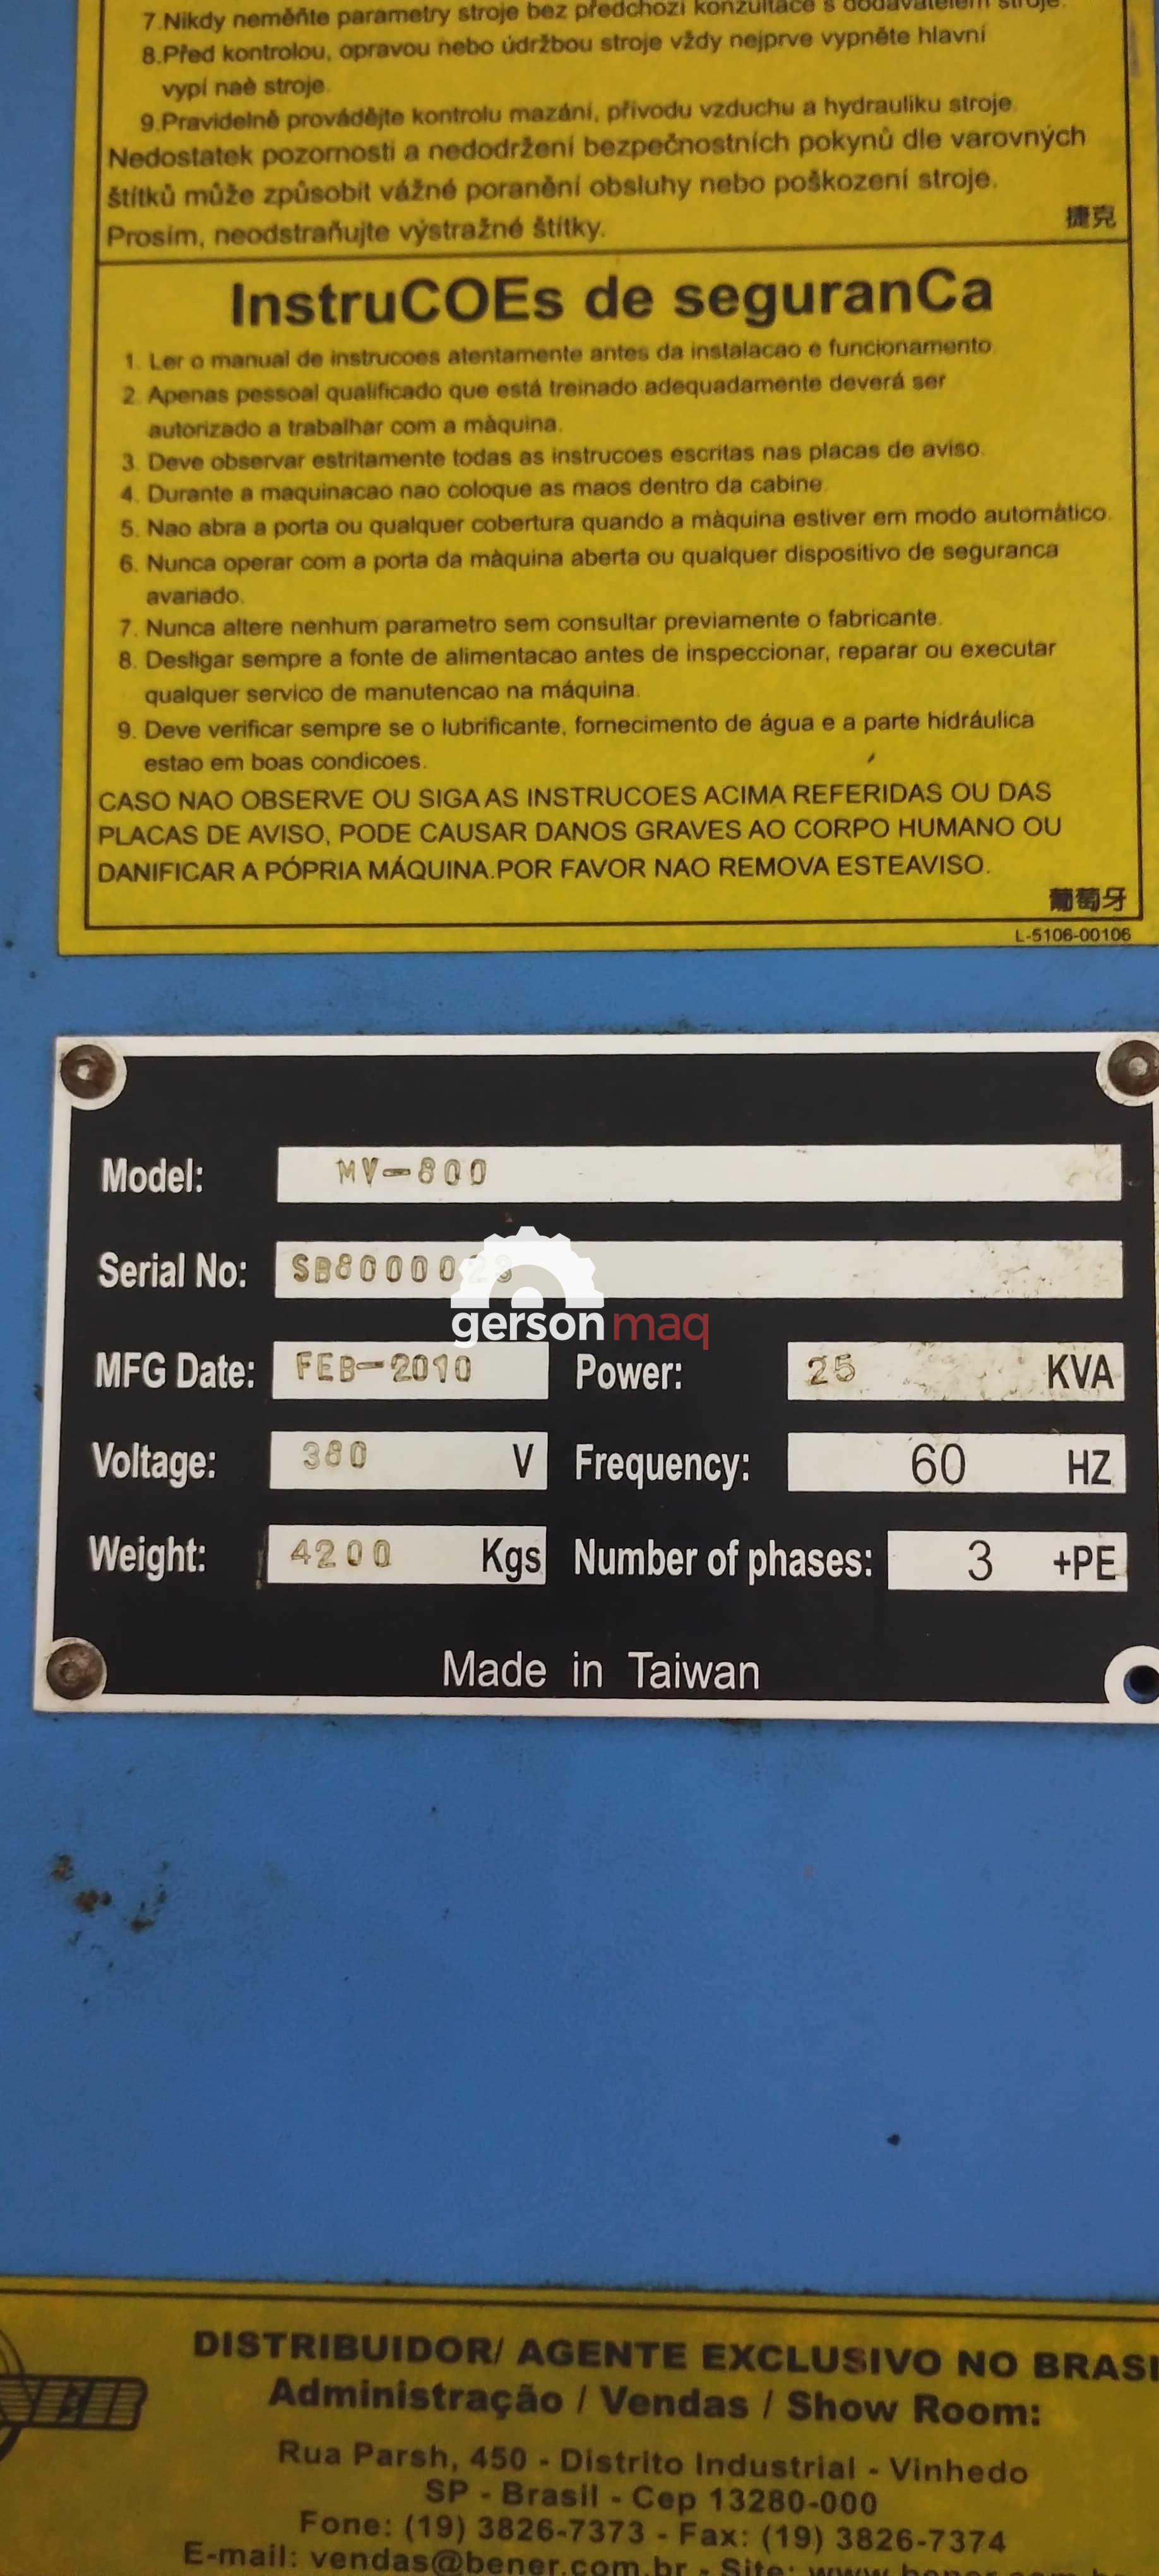 7.Nikdy neměňte parametry stroje bez předchozí konzultace s dodavatelem stroje.
8.Před kontrolou, opravou nebo údržbou stroje vždy nejprve vypněte hlavní
vypí naè stroje.
9.Pravidelně provádějte kontrolu mazání, přívodu vzduchu a hydrauliku stroje.
Nedostatek pozornosti a nedodržení bezpečnostních pokynů dle varovných
štítků může způsobit vážné poranění obsluhy nebo poškození stroje.
Prosím, neodstraňujte výstražné štítky.
捷克
InstruCOEs de seguranCa
1. Ler o manual de instrucoes atentamente antes da instalacao e funcionamento.
2. Apenas pessoal qualificado que está treinado adequadamente deverá ser
autorizado a trabalhar com a màquina.
3. Deve observar estritamente todas as instrucoes escritas nas placas de aviso.
4. Durante a maquinacao nao coloque as maos dentro da cabine.
5. Nao abra a porta ou qualquer cobertura quando a màquina estiver em modo automàtico.
6. Nunca operar com a porta da màquina aberta ou qualquer dispositivo de seguranca
avariado.
7. Nunca altere nenhum parametro sem consultar previamente o fabricante.
8. Desligar sempre a fonte de alimentacao antes de inspeccionar, reparar ou executar
qualquer servico de manutencao na máquina.
9. Deve verificar sempre se o lubrificante, fornecimento de água e a parte hidráulica
estao em boas condicoes.
CASO NAO OBSERVE OU SIGA AS INSTRUCOES ACIMA REFERIDAS OU DAS
PLACAS DE AVISO, PODE CAUSAR DANOS GRAVES AO CORPO HUMANO OU
DANIFICAR A PÓPRIA MÁQUINA.POR FAVOR NAO REMOVA ESTEAVISO.
葡萄牙
L-5106-00106
Model: MV-800
Serial No: SB8000023
gersonmaq
MFG Date: FEB-2010 Power: 25 KVA
Voltage: 380 V Frequency: 60 HZ
Weight: 4200 Kgs Number of phases: 3 +PE
Made in Taiwan
DISTRIBUIDOR/ AGENTE EXCLUSIVO NO BRASI
Administração / Vendas / Show Room:
Rua Parsh, 450 - Distrito Industrial - Vinhedo
SP - Brasil - Cep 13280-000
Fone: (19) 3826-7373 - Fax: (19) 3826-7374
E-mail: vendas@bener.com.br - Site: